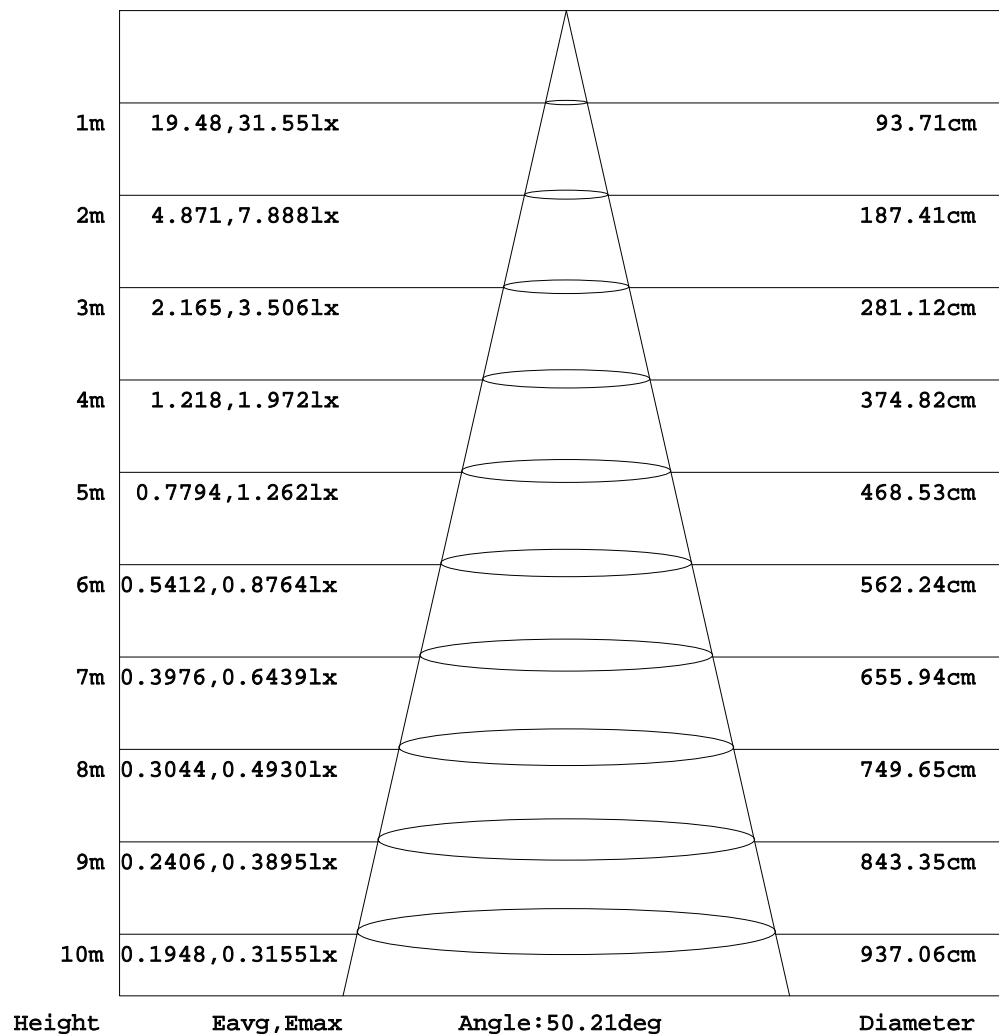 1m 19.48,31.55lx 93.71cm
2m 4.871,7.888lx 187.41cm
3m 2.165,3.506lx 281.12cm
4m 1.218,1.972lx 374.82cm
5m 0.7794,1.262lx 468.53cm
6m 0.5412,0.8764lx 562.24cm
7m 0.3976,0.6439lx 655.94cm
8m 0.3044,0.4930lx 749.65cm
9m 0.2406,0.3895lx 843.35cm
10m 0.1948,0.3155lx 937.06cm
Height Eavg,Emax Angle:50.21deg Diameter